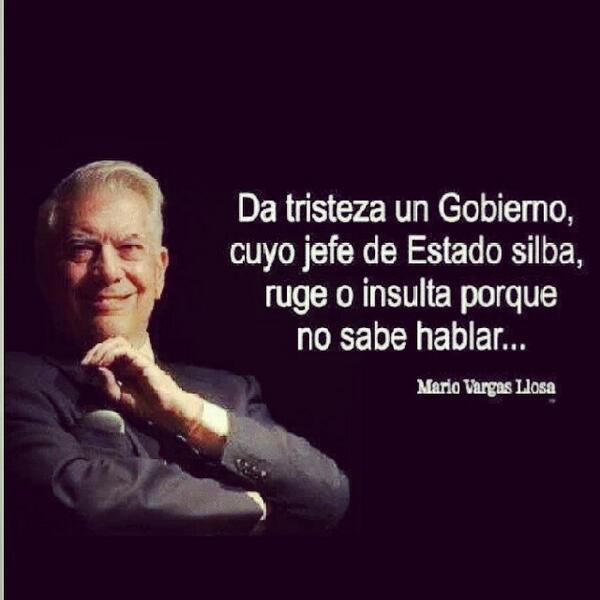 Da tristeza un Gobierno,
cuyo jefe de Estado silba,
ruge o insulta porque
no sabe hablar...
Mario Vargas Llosa